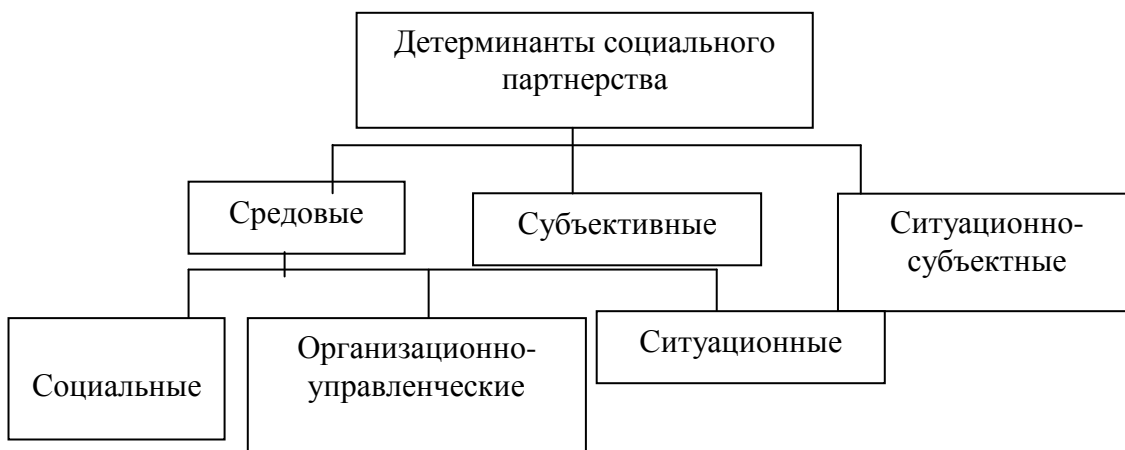 Детерминанты социального
партнерства
Средовые
Субъективные
Ситуационно-
субъектные
Социальные
Организационно-
управленческие
Ситуационные